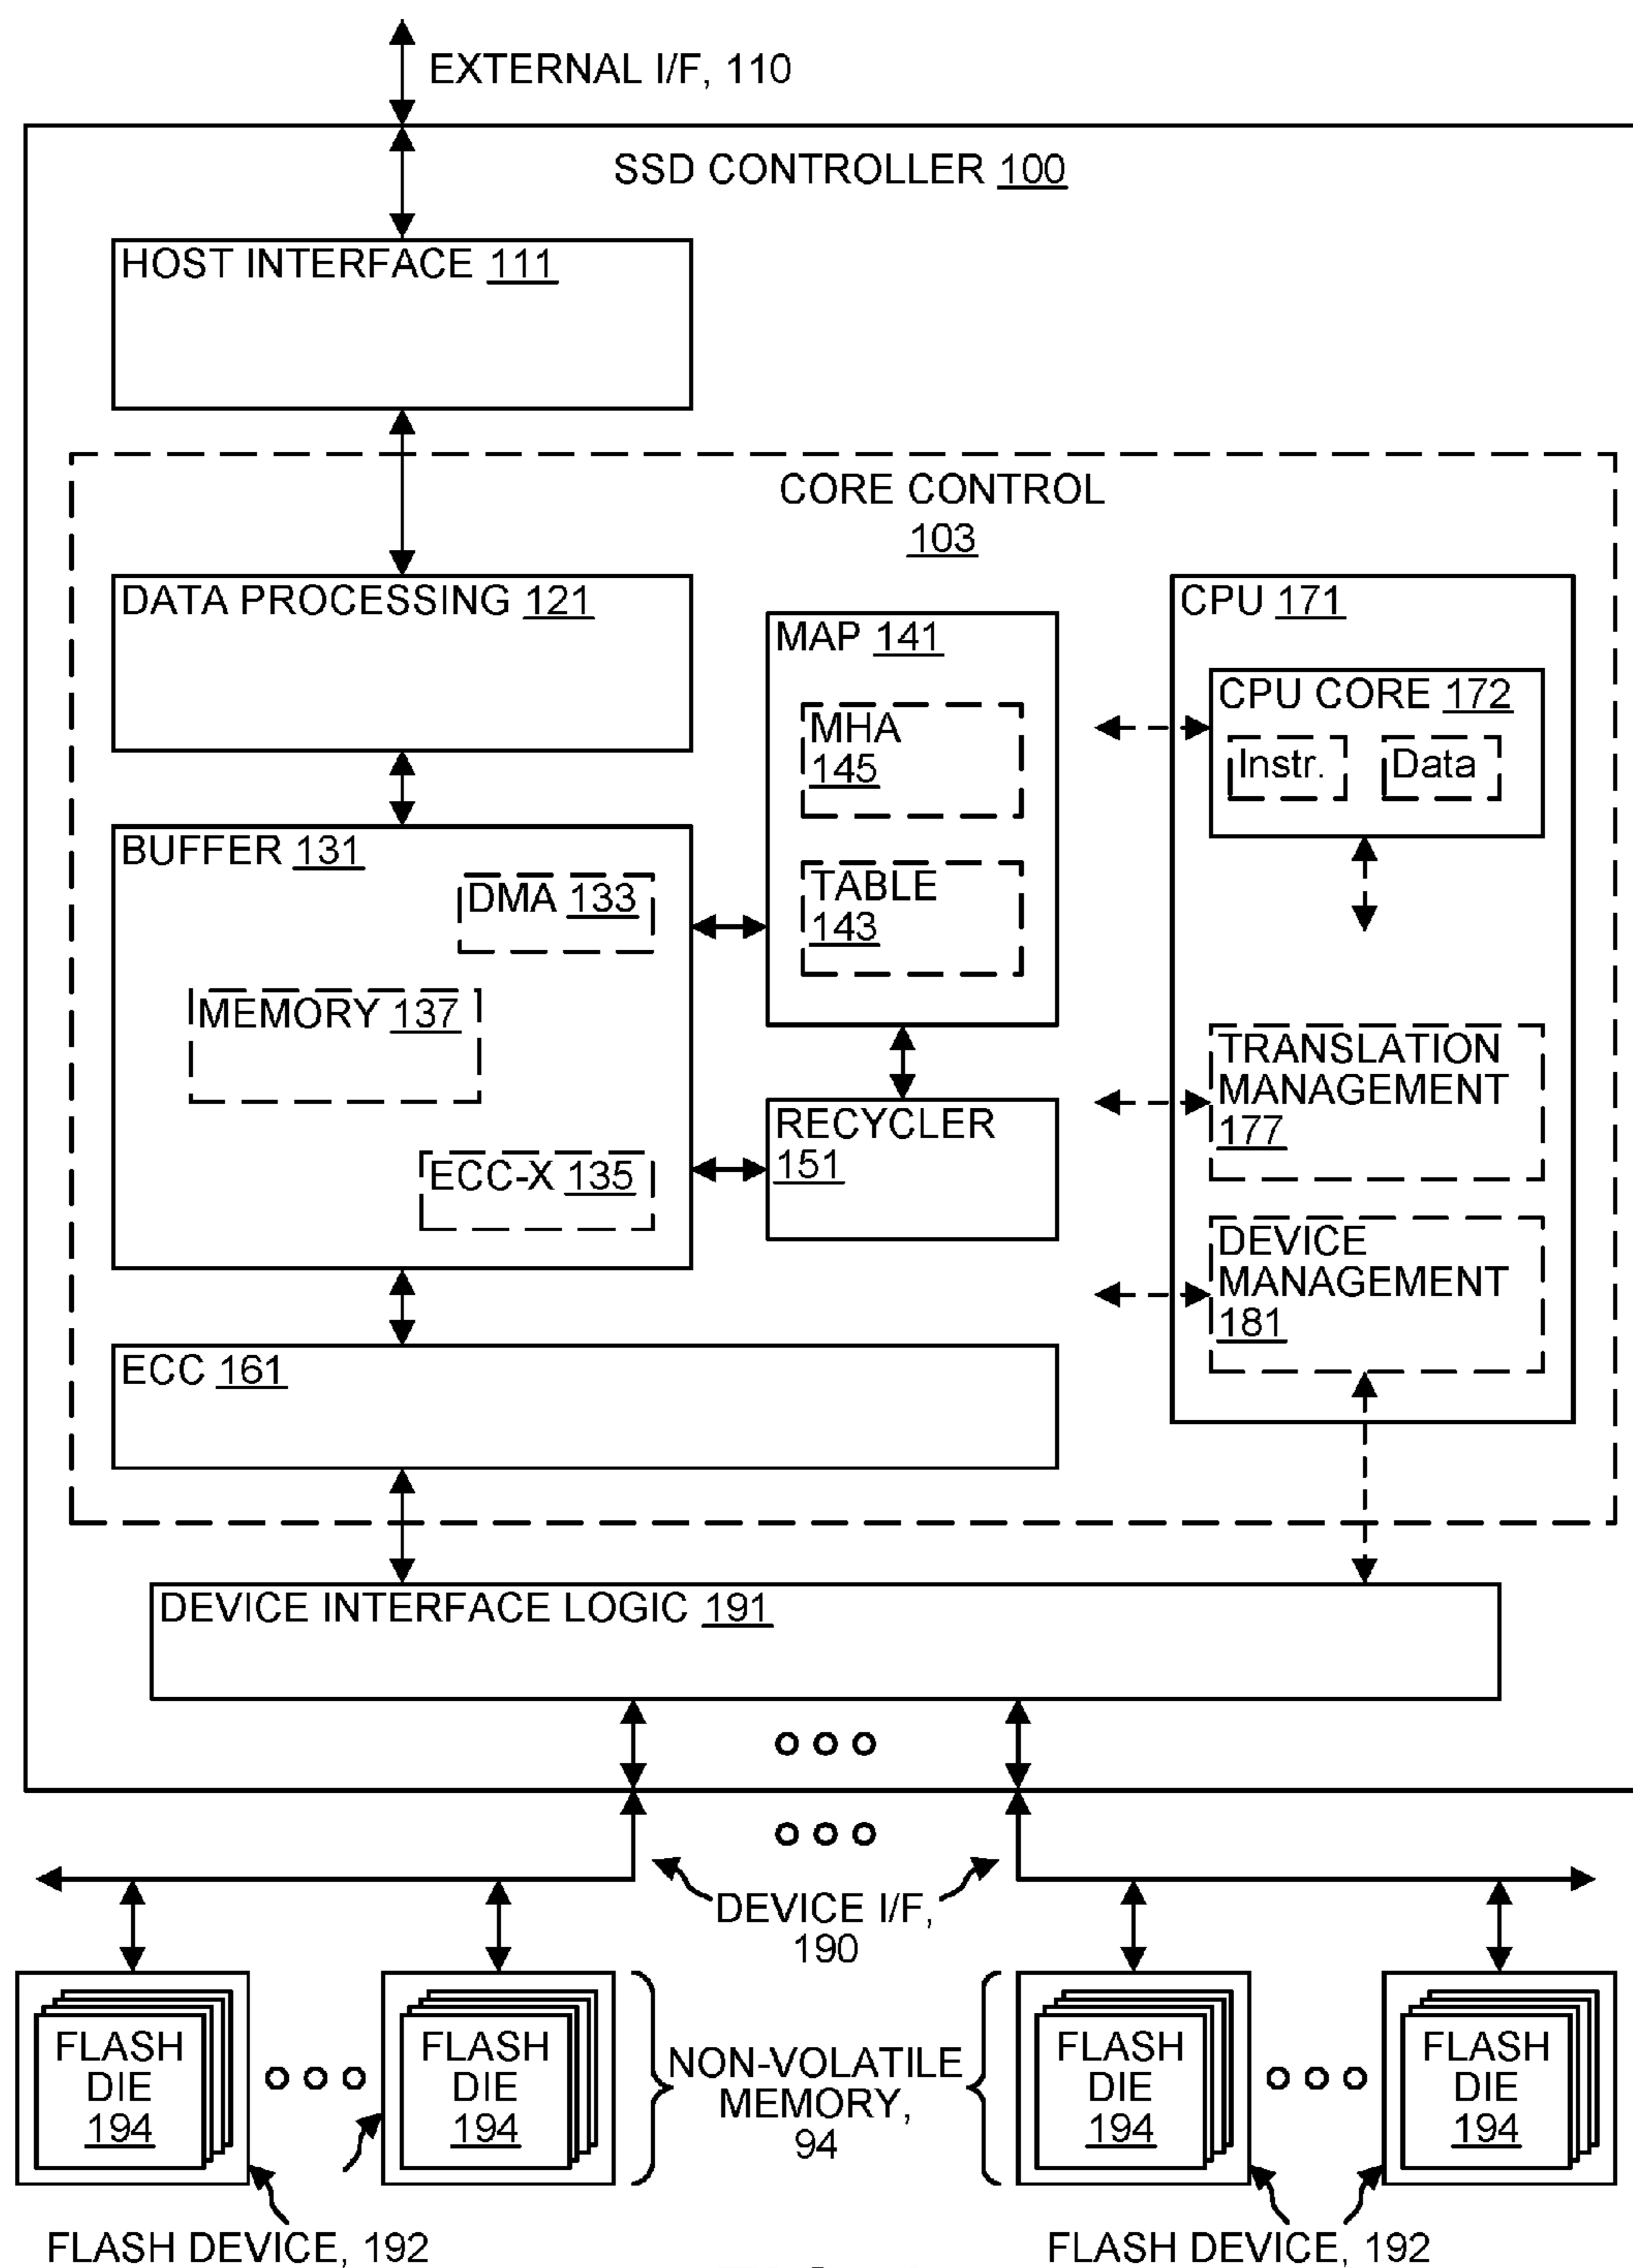 EXTERNAL I/F, 110
SSD CONTROLLER 100
HOST INTERFACE 111
CORE CONTROL
103
DATA PROCESSING 121
MAP 141
MHA
145
TABLE
143
CPU 171
CPU CORE 172
Instr.
Data
BUFFER 131
DMA 133
MEMORY 137
ECC-X 135
RECYCLER
151
TRANSLATION
MANAGEMENT
177
DEVICE
MANAGEMENT
181
ECC 161
DEVICE INTERFACE LOGIC 191
DEVICE I/F,
190
FLASH
DIE
194
FLASH
DIE
194
NON-VOLATILE
MEMORY,
94
FLASH
DIE
194
FLASH
DIE
194
FLASH DEVICE, 192
FLASH DEVICE, 192